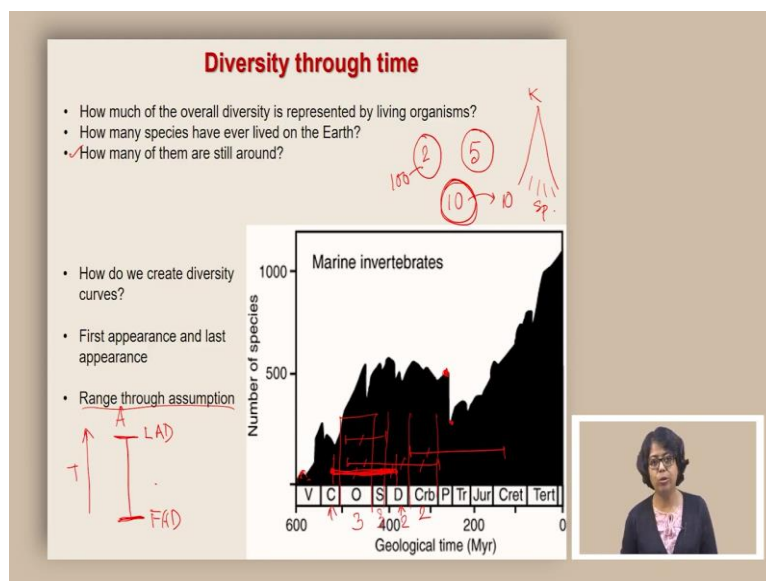 Diversity through time
• How much of the overall diversity is represented by living organisms?
• How many species have ever lived on the Earth?
• How many of them are still around?
K
2
5
100
10
10
Sp.
• How do we create diversity
curves?
• First appearance and last
appearance
• Range through assumption
A
LAD
T
FAD
Marine invertebrates
Number of species
1000
500
V C O S D Crb P Tr Jur Cret Tert
3 3 2 2
600 400 200 0
Geological time (Myr)